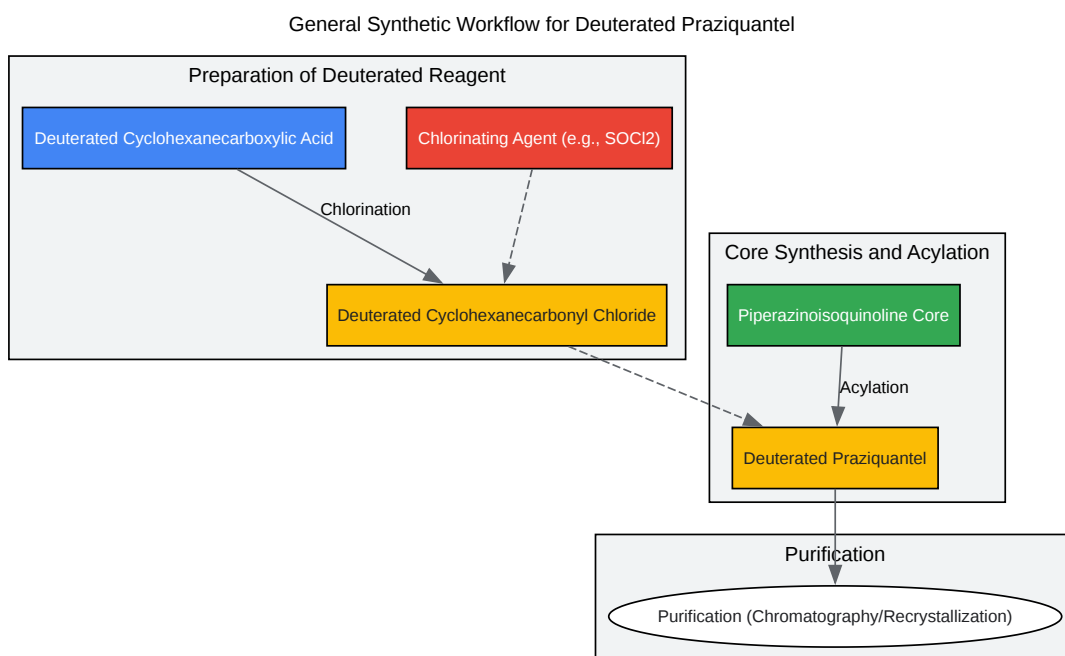 General Synthetic Workflow for Deuterated Praziquantel
Preparation of Deuterated Reagent
Deuterated Cyclohexanecarboxylic Acid
Chlorinating Agent (e.g., SOCl2)
Chlorination
Deuterated Cyclohexanecarbonyl Chloride
Core Synthesis and Acylation
Piperazinoisoquinoline Core
Acylation
Deuterated Praziquantel
Purification
Purification (Chromatography/Recrystallization)